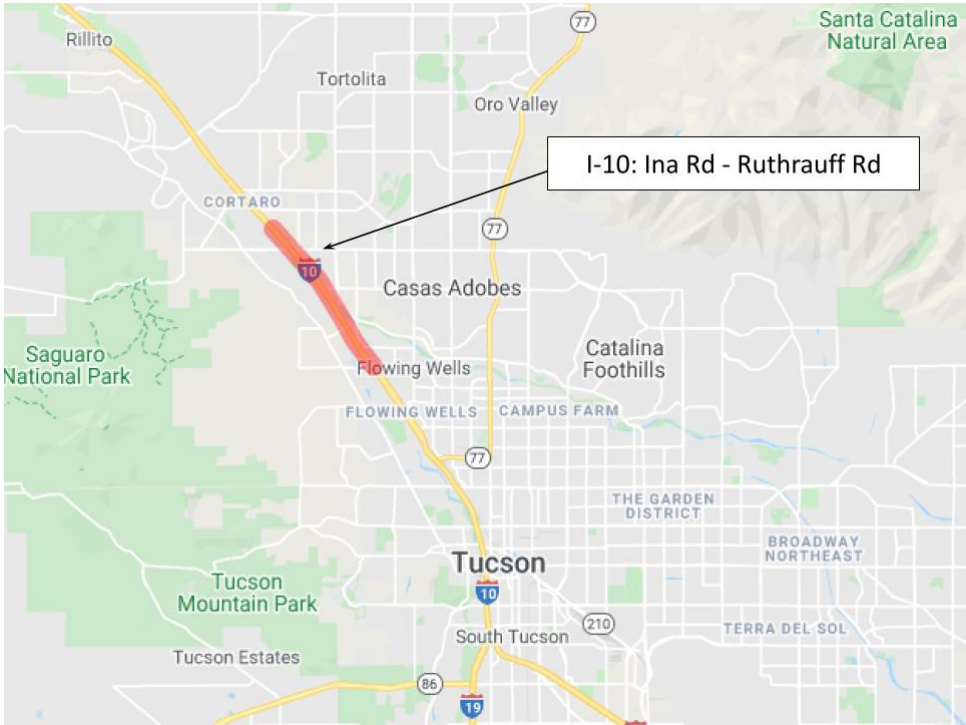 77
Santa Catalina
Natural Area
Rillito
Tortolita
Oro Valley
I-10: Ina Rd - Ruthrauff Rd
CORTARO
77
10
Casas Adobes
Saguaro
National Park
Catalina
Foothills
Flowing Wells
FLOWING WELLS
CAMPUS FARM
77
THE GARDEN
DISTRICT
BROADWAY
NORTHEAST
Tucson
Tucson
Mountain Park
10
210
South Tucson
TERRA DEL SOL
Tucson Estates
86
19